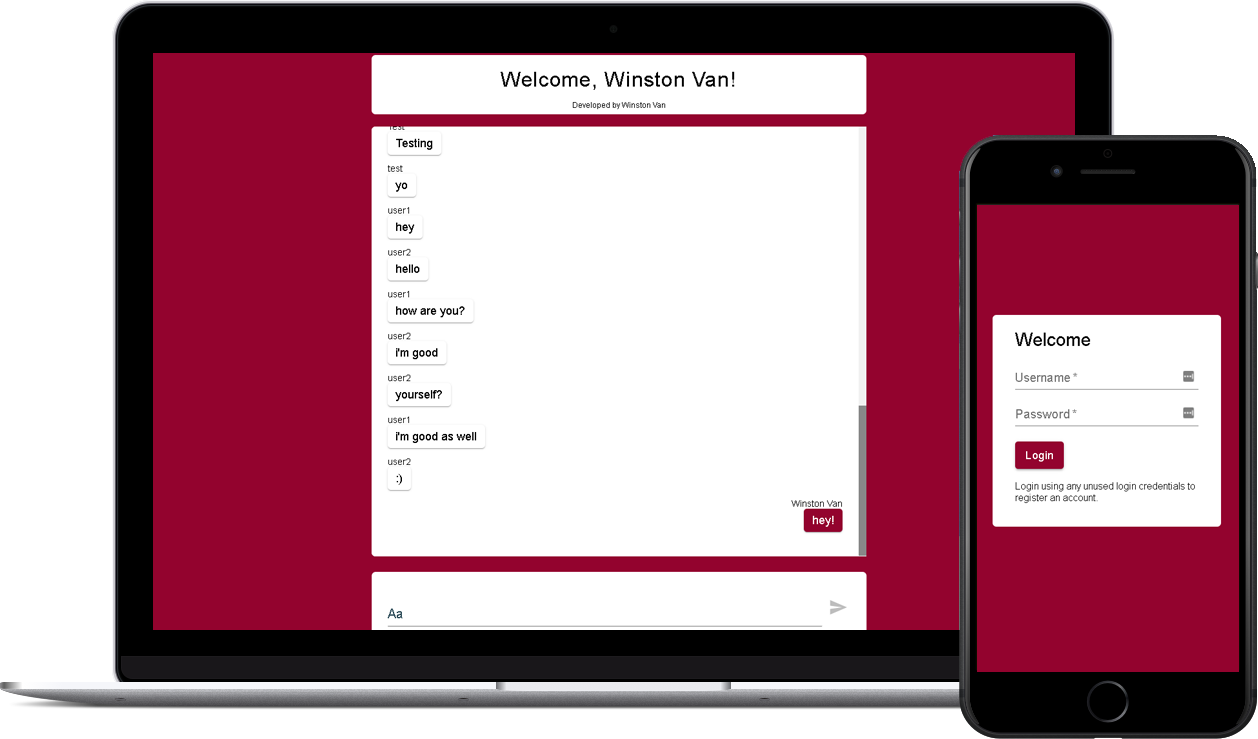 Welcome, Winston Van!
Developed by Winston Van
Test
Testing
test
yo
user1
hey
user2
hello
user1
how are you?
user2
i'm good
user2
yourself?
user1
i'm good as well
user2
:)
Winston Van
hey!
Aa
Welcome
Username *
Password *
Login
Login using any unused login credentials to
register an account.